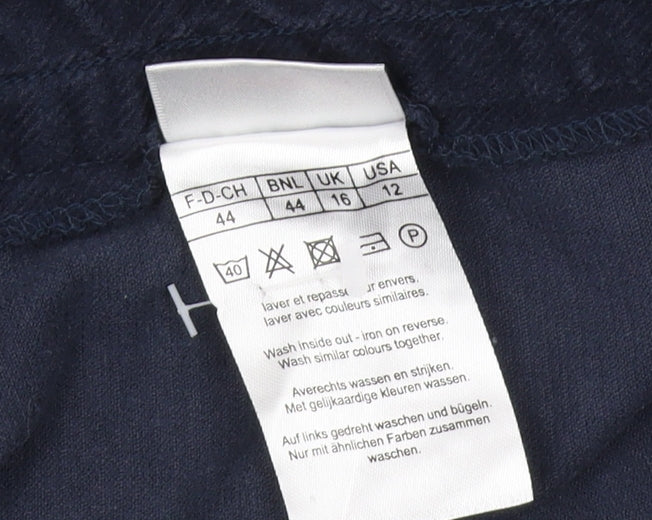 F-D-CH BNL UK USA
44 44 16 12
40 P
laver et repasse ur envers.
laver avec couleurs similaires.
Wash inside out - iron on reverse.
Wash similar colours together.
Averechts wassen en strijken.
Met gelijkaardige kleuren wassen.
Auf links gedreht waschen und bügeln.
Nur mit ähnlichen Farben zusammen
waschen.